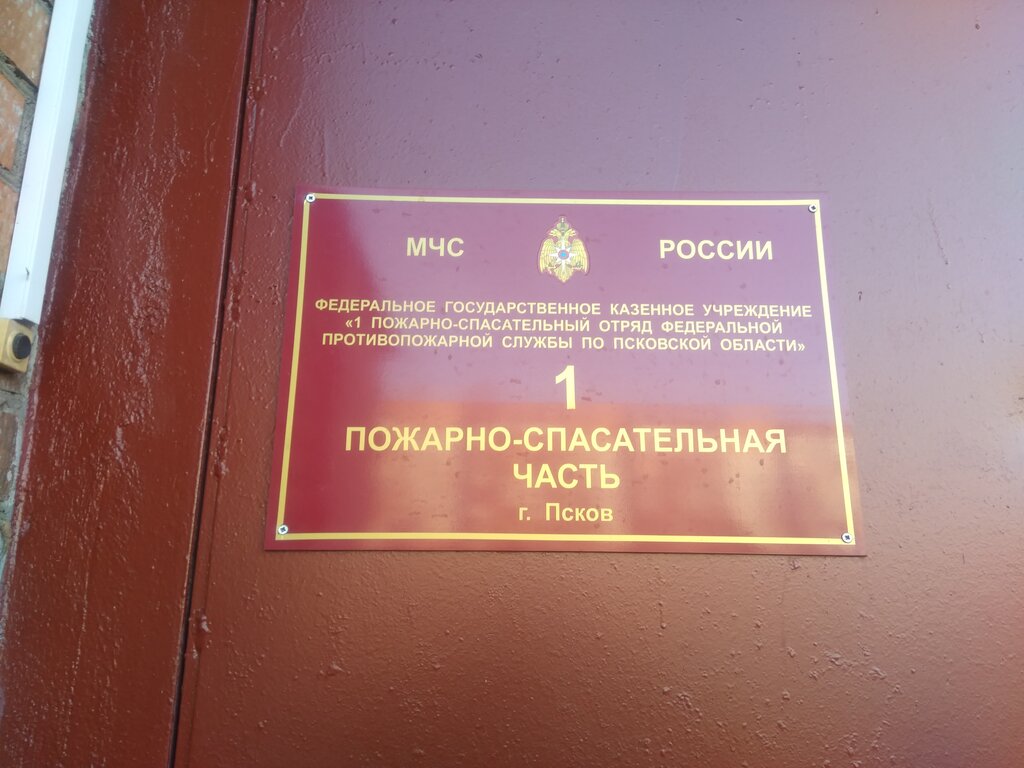 МЧС РОССИИ
ФЕДЕРАЛЬНОЕ ГОСУДАРСТВЕННОЕ КАЗЕННОЕ УЧРЕЖДЕНИЕ
«1 ПОЖАРНО-СПАСАТЕЛЬНЫЙ ОТРЯД ФЕДЕРАЛЬНОЙ
ПРОТИВОПОЖАРНОЙ СЛУЖБЫ ПО ПСКОВСКОЙ ОБЛАСТИ»
1
ПОЖАРНО-СПАСАТЕЛЬНАЯ
ЧАСТЬ
г. Псков